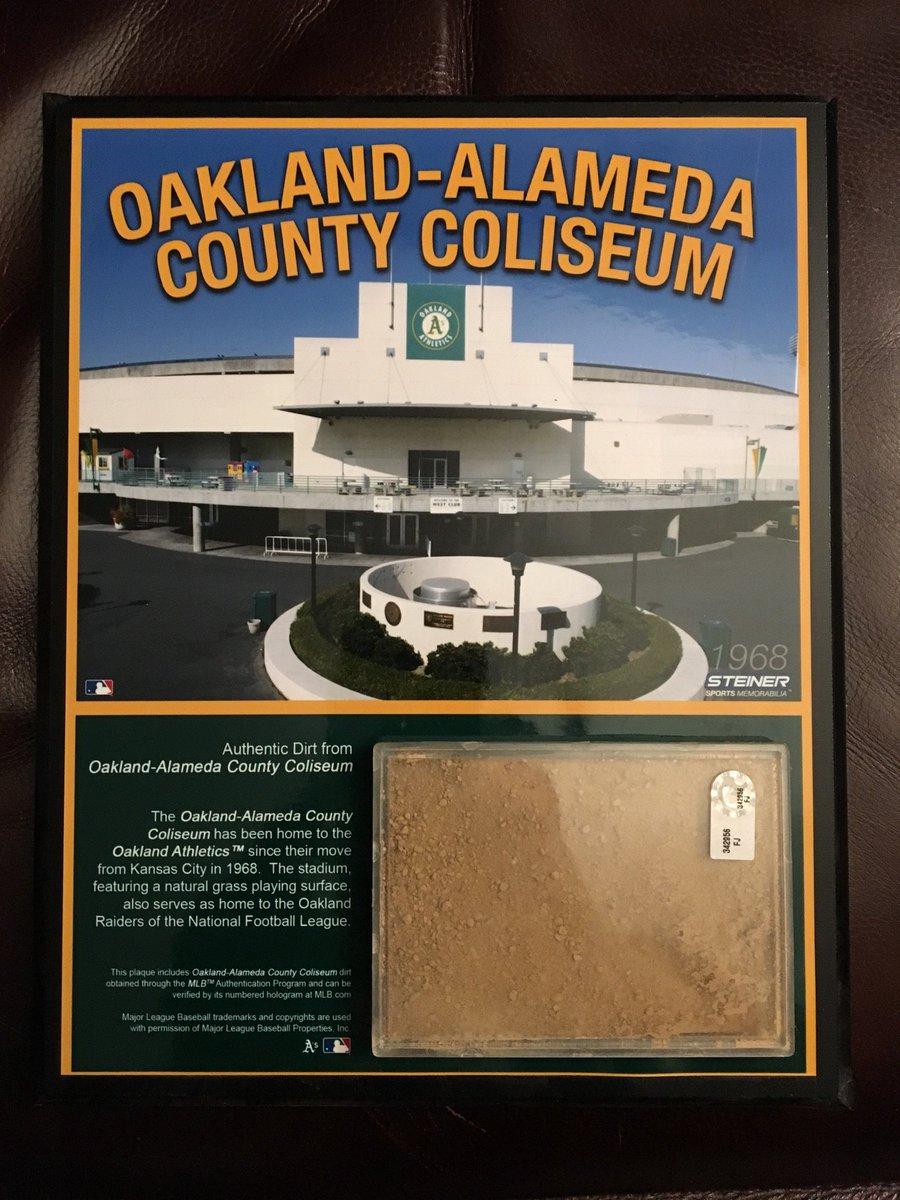 OAKLAND-ALAMEDA
COUNTY COLISEUM
OAKLAND
A's
ATHLETICS
WELCOME TO THE
WEST CLUB
1968
STEINER
SPORTS MEMORABILIA™
Authentic Dirt from
Oakland-Alameda County Coliseum
The Oakland-Alameda County
Coliseum has been home to the
Oakland Athletics™ since their move
from Kansas City in 1968. The stadium,
featuring a natural grass playing surface,
also serves as home to the Oakland
Raiders of the National Football League.
This plaque includes Oakland-Alameda County Coliseum dirt
obtained through the MLB™ Authentication Program and can be
verified by its numbered hologram at MLB.com
Major League Baseball trademarks and copyrights are used
with permission of Major League Baseball Properties, Inc.
A's
342956
342956
FJ
FJ